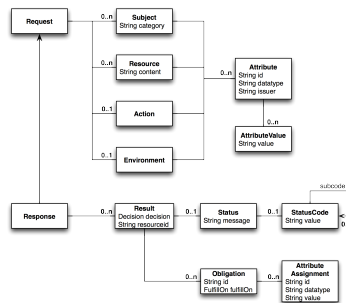 Request
0..n
Subject
String category
0..n
Resource
String content
0..1
Action
0..1
Environment
0..n
Attribute
String id
String datatype
String issuer
0..n
AttributeValue
String value
subcode
Response
0..n
Result
Decision decision
String resourceid
0..1
Status
String message
0..1
StatusCode
String value
0..n
Obligation
String id
FulfillOn fulfillOn
0..n
Attribute
Assignment
String id
String datatype
String value